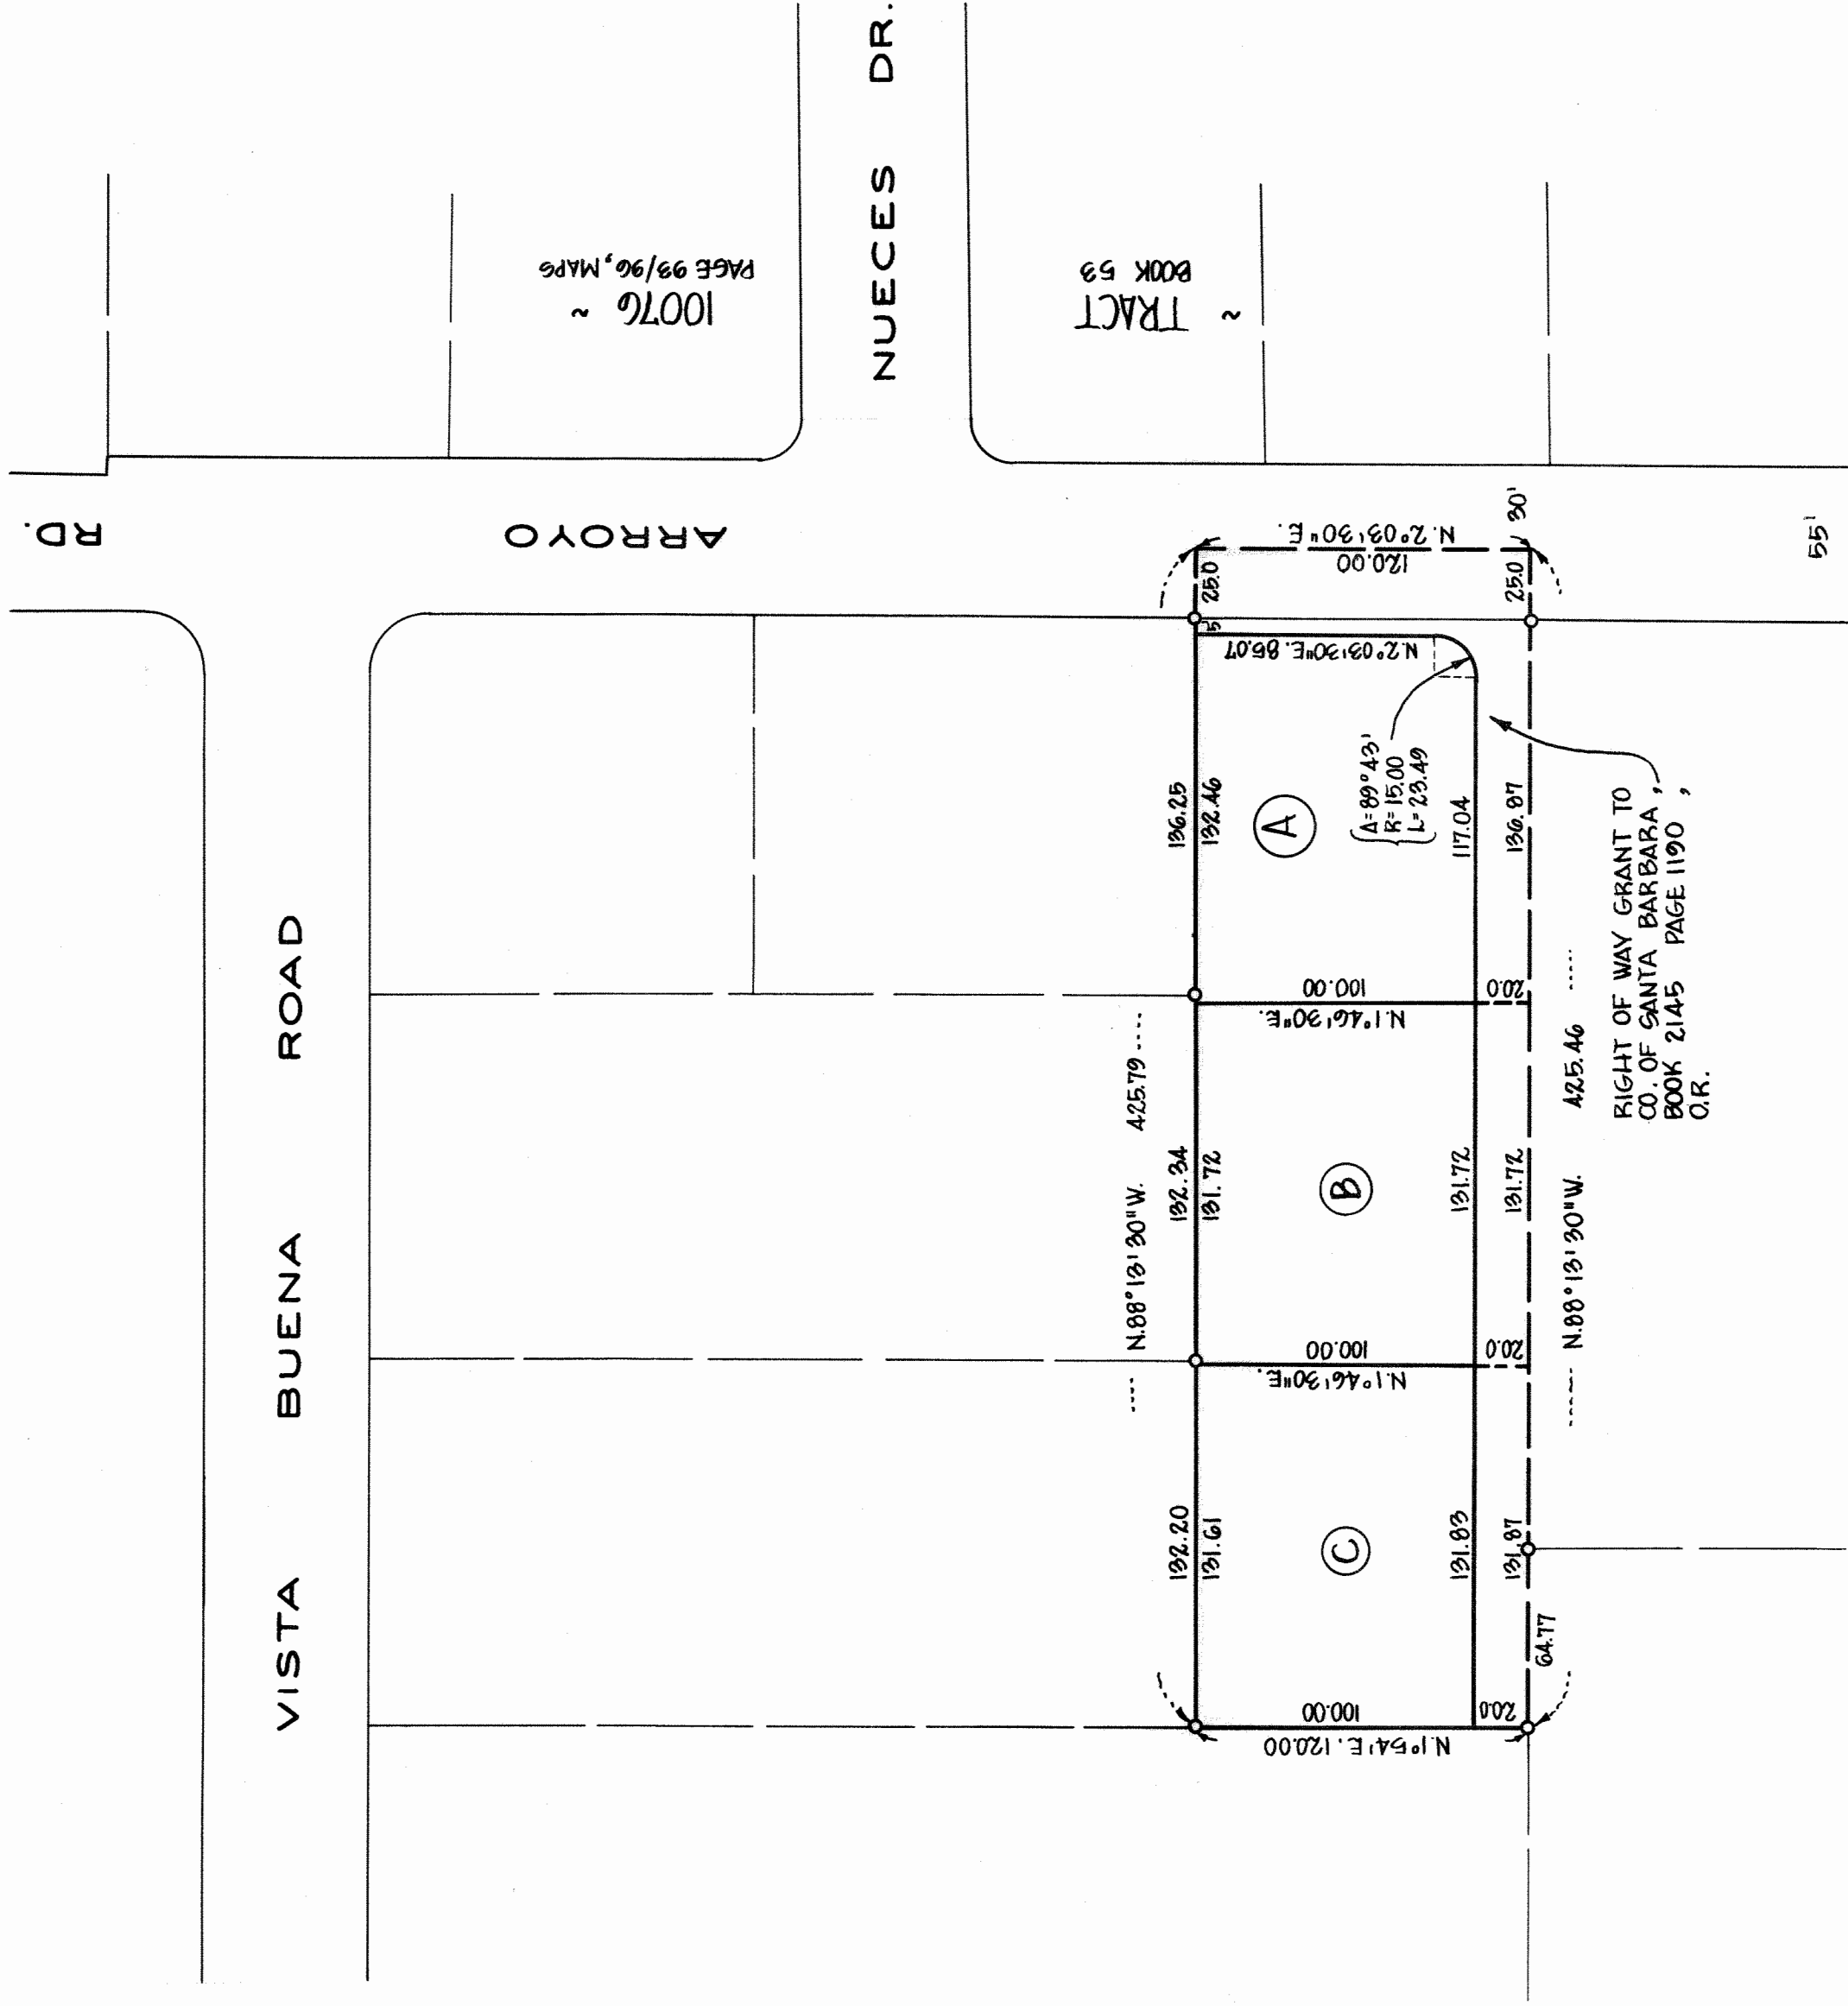 VISTA BUENA ROAD
ARROYO RD.
NUECES DR.
~ TRACT 10076 ~
BOOK 53 PAGE 93/96, MAPS
N.88°13'30"W. 425.79
132.20
132.34
136.25
131.61
131.72
132.46
25.0
5'
N.2°03'30"E. 85.07
120.00
N.2°03'30"E.
30'
25.0
55'
A
Δ=89°43'
R=15.00
L=23.49
117.04
136.87
100.00
N.1°46'30"E.
20.0
B
131.72
131.72
100.00
N.1°46'30"E.
20.0
C
131.83
131.87
100.00
N.1°54'E. 120.00
20.0
64.77
N.88°13'30"W. 425.46
RIGHT OF WAY GRANT TO
CO. OF SANTA BARBARA,
BOOK 2145 PAGE 1190,
O.R.